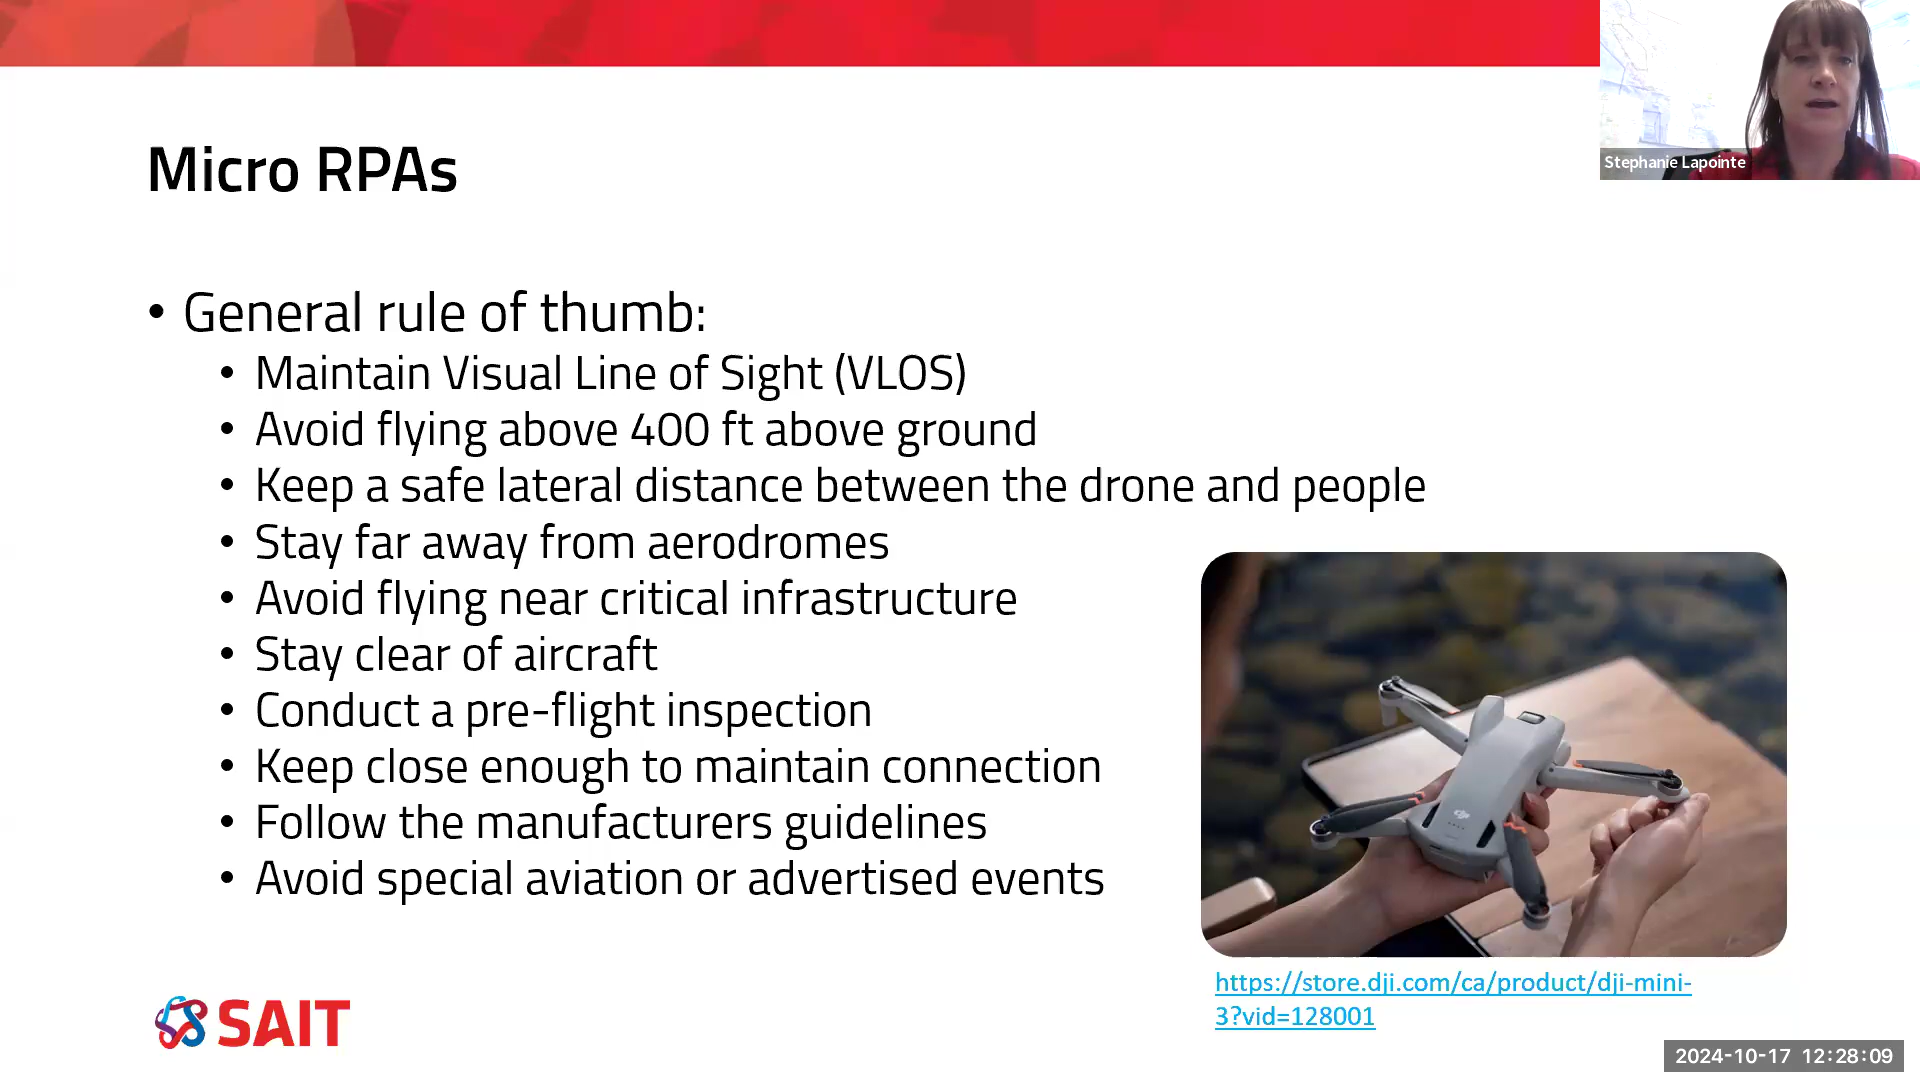 Stephanie Lapointe
Micro RPAs
• General rule of thumb:
• Maintain Visual Line of Sight (VLOS)
• Avoid flying above 400 ft above ground
• Keep a safe lateral distance between the drone and people
• Stay far away from aerodromes
• Avoid flying near critical infrastructure
• Stay clear of aircraft
• Conduct a pre-flight inspection
• Keep close enough to maintain connection
• Follow the manufacturers guidelines
• Avoid special aviation or advertised events
dji
https://store.dji.com/ca/product/dji-mini-
3?vid=128001
SAIT
2024-10-17 12:28:09